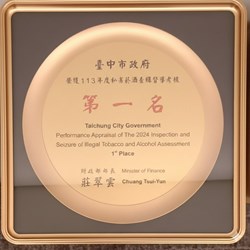 臺中市政府
榮獲113年度私劣菸酒查緝督導考核
第一名
Taichung City Government
Performance Appraisal of The 2024 Inspection and
Seizure of Illegal Tobacco and Alcohol Assessment
1st Place
財政部部長 Minister of Finance
莊翠雲 Chuang Tsui-Yun